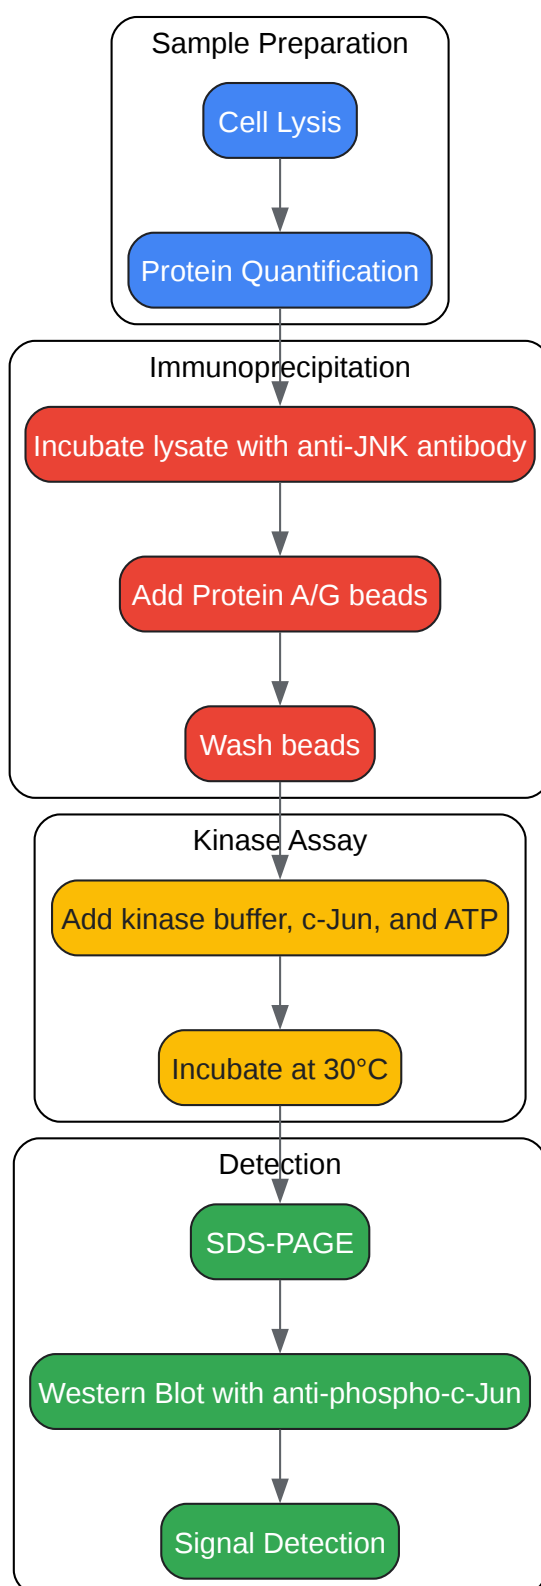 Sample Preparation
Cell Lysis
Protein Quantification
Immunoprecipitation
Incubate lysate with anti-JNK antibody
Add Protein A/G beads
Wash beads
Kinase Assay
Add kinase buffer, c-Jun, and ATP
Incubate at 30°C
Detection
SDS-PAGE
Western Blot with anti-phospho-c-Jun
Signal Detection